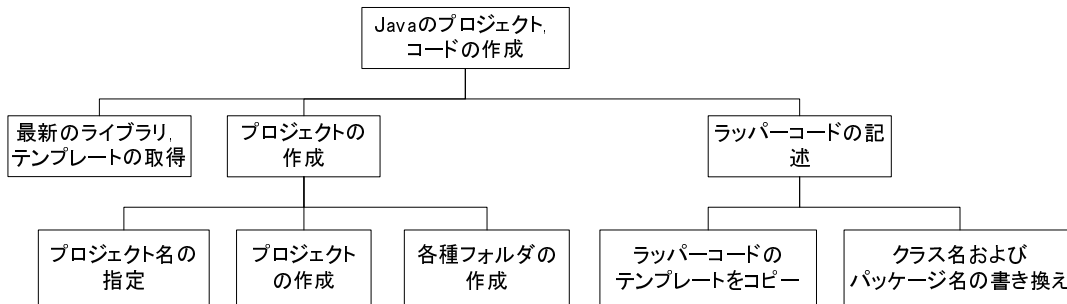 Javaのプロジェクト,
コードの作成
最新のライブラリ,
テンプレートの取得
プロジェクトの
作成
ラッパーコードの記
述
プロジェクト名の
指定
プロジェクト
の作成
各種フォルダの
作成
ラッパーコードの
テンプレートをコピー
クラス名および
パッケージ名の書き換え